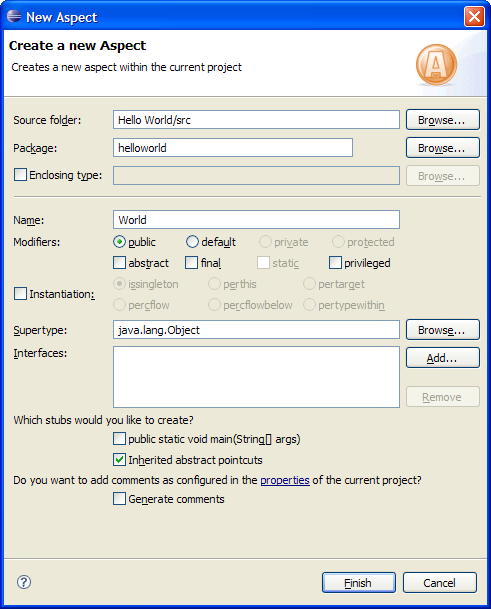 New Aspect
Create a new Aspect
Creates a new aspect within the current project
A
Source folder: Hello World/src Browse...
Package: helloworld Browse...
Enclosing type: Browse...
Name: World
Modifiers: public default private protected
abstract final static privileged
Instantiation: issingleton perthis pertarget
percflow percflowbelow pertypewithin
Supertype: java.lang.Object Browse...
Interfaces: Add...
Remove
Which stubs would you like to create?
public static void main(String[] args)
Inherited abstract pointcuts
Do you want to add comments as configured in the properties of the current project?
Generate comments
? Finish Cancel